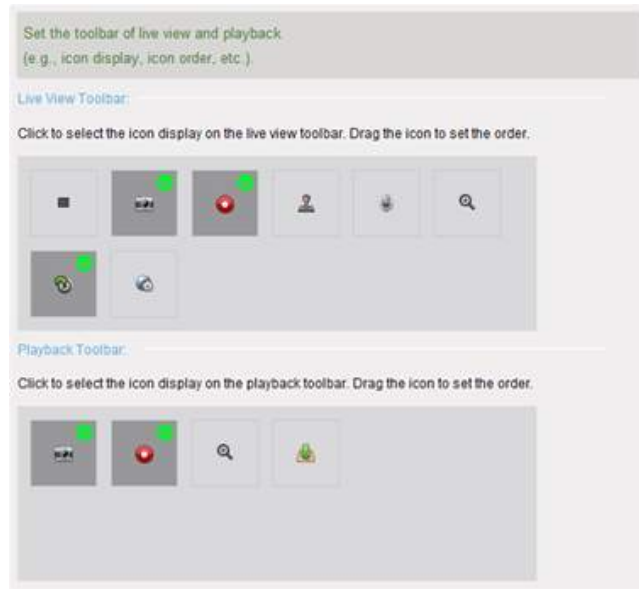 Set the toolbar of live view and playback
(e.g., icon display, icon order, etc.).
Live View Toolbar:
Click to select the icon display on the live view toolbar. Drag the icon to set the order.
Playback Toolbar:
Click to select the icon display on the playback toolbar. Drag the icon to set the order.